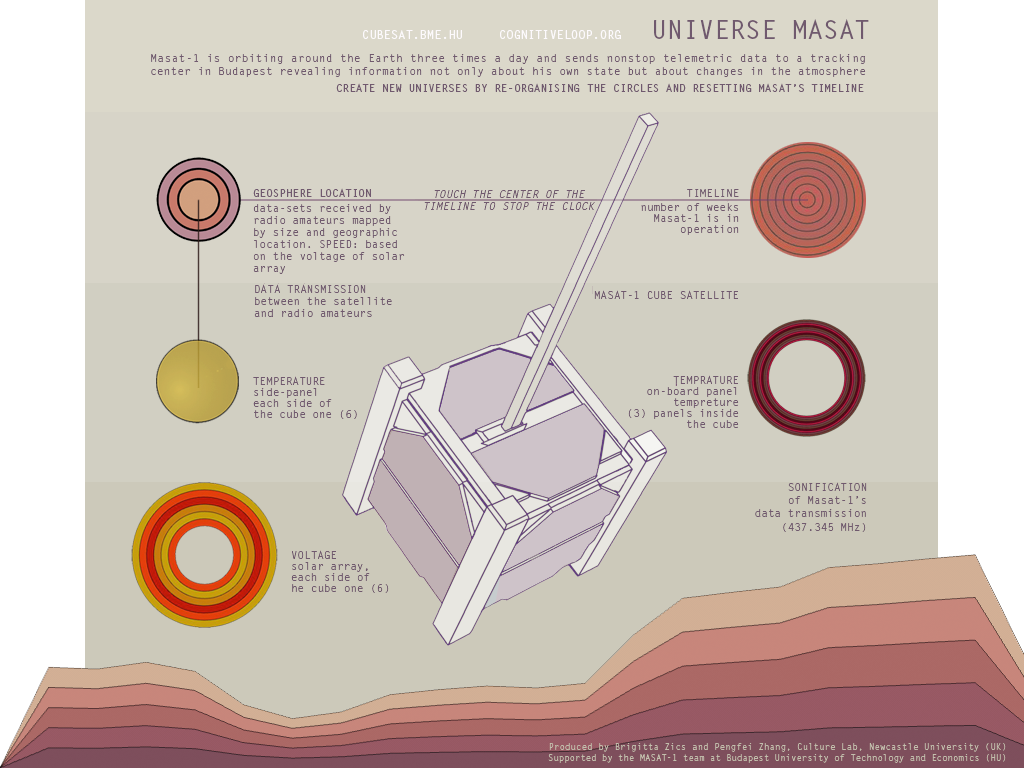 CUBESAT.BME.HU COGNITIVELOOP.ORG UNIVERSE MASAT
Masat-1 is orbiting around the Earth three times a day and sends nonstop telemetric data to a tracking
center in Budapest revealing information not only about his own state but about changes in the atmosphere
CREATE NEW UNIVERSES BY RE-ORGANISING THE CIRCLES AND RESETTING MASAT'S TIMELINE
GEOSPHERE LOCATION
data-sets received by
radio amateurs mapped
by size and geographic
location. SPEED: based
on the voltage of solar
array
TOUCH THE CENTER OF THE
TIMELINE TO STOP THE CLOCK
TIMELINE
number of weeks
Masat-1 is in
operation
DATA TRANSMISSION
between the satellite
and radio amateurs
MASAT-1 CUBE SATELLITE
TEMPERATURE
side-panel
each side of
the cube one (6)
TEMPRATURE
on-board panel
tempreture
(3) panels inside
the cube
SONIFICATION
of Masat-1's
data transmission
(437.345 MHz)
VOLTAGE
solar array,
each side of
he cube one (6)
Produced by Brigitta Zics and Pengfei Zhang, Culture Lab, Newcastle University (UK)
Supported by the MASAT-1 team at Budapest University of Technology and Economics (HU)